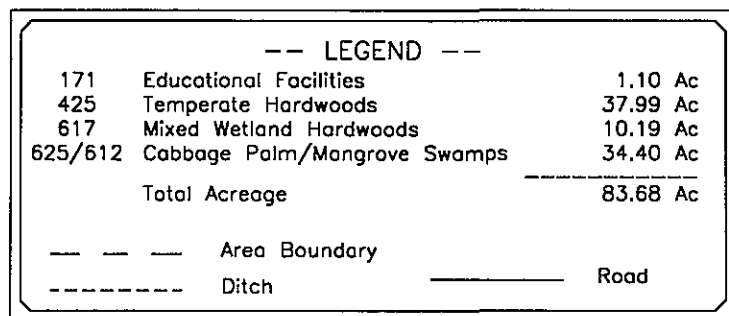 -- LEGEND --
171 Educational Facilities 1.10 Ac
425 Temperate Hardwoods 37.99 Ac
617 Mixed Wetland Hardwoods 10.19 Ac
625/612 Cabbage Palm/Mangrove Swamps 34.40 Ac
Total Acreage 83.68 Ac
Area Boundary
Ditch Road